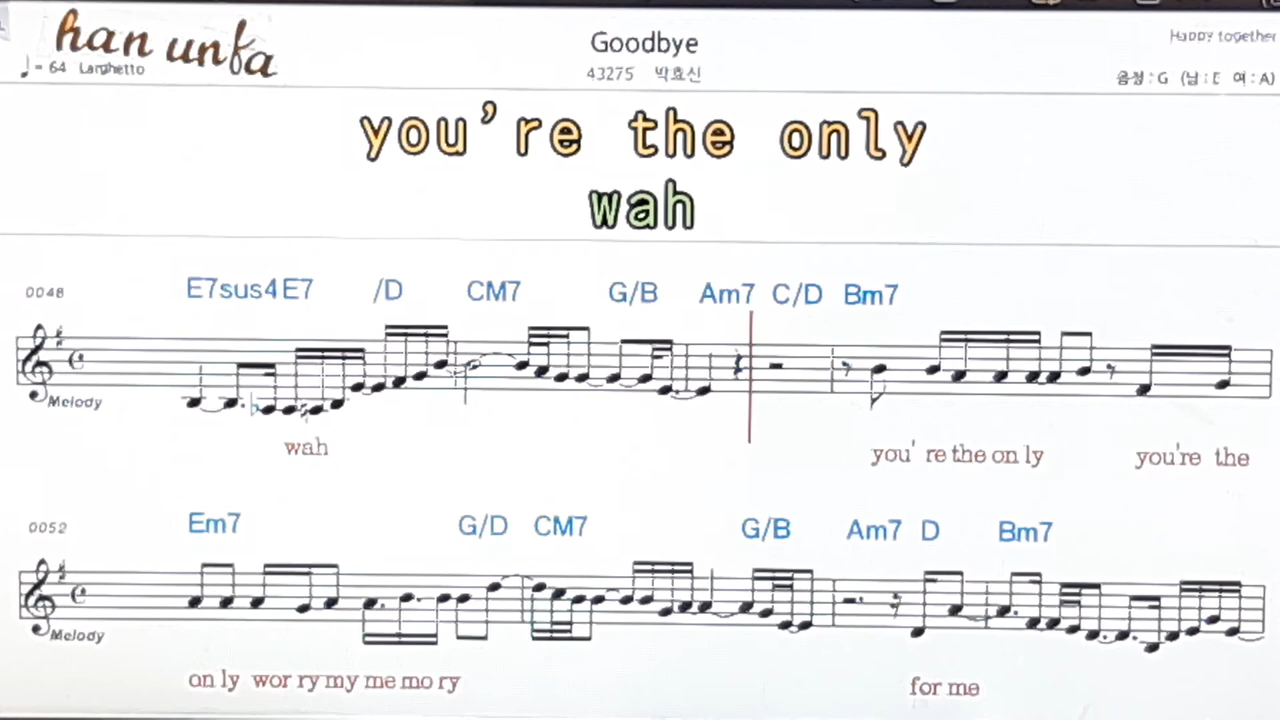 han unfa
Goodbye
Happy together
♩= 64 Larghetto
43275 박효신
음정 : G (남 : E 여 : A)
you're the only
wah
0048 E7sus4 E7 /D CM7 G/B Am7 C/D Bm7
Melody
wah you' re the on ly you're the
0052 Em7 G/D CM7 G/B Am7 D Bm7
Melody
on ly wor ry my me mo ry for me